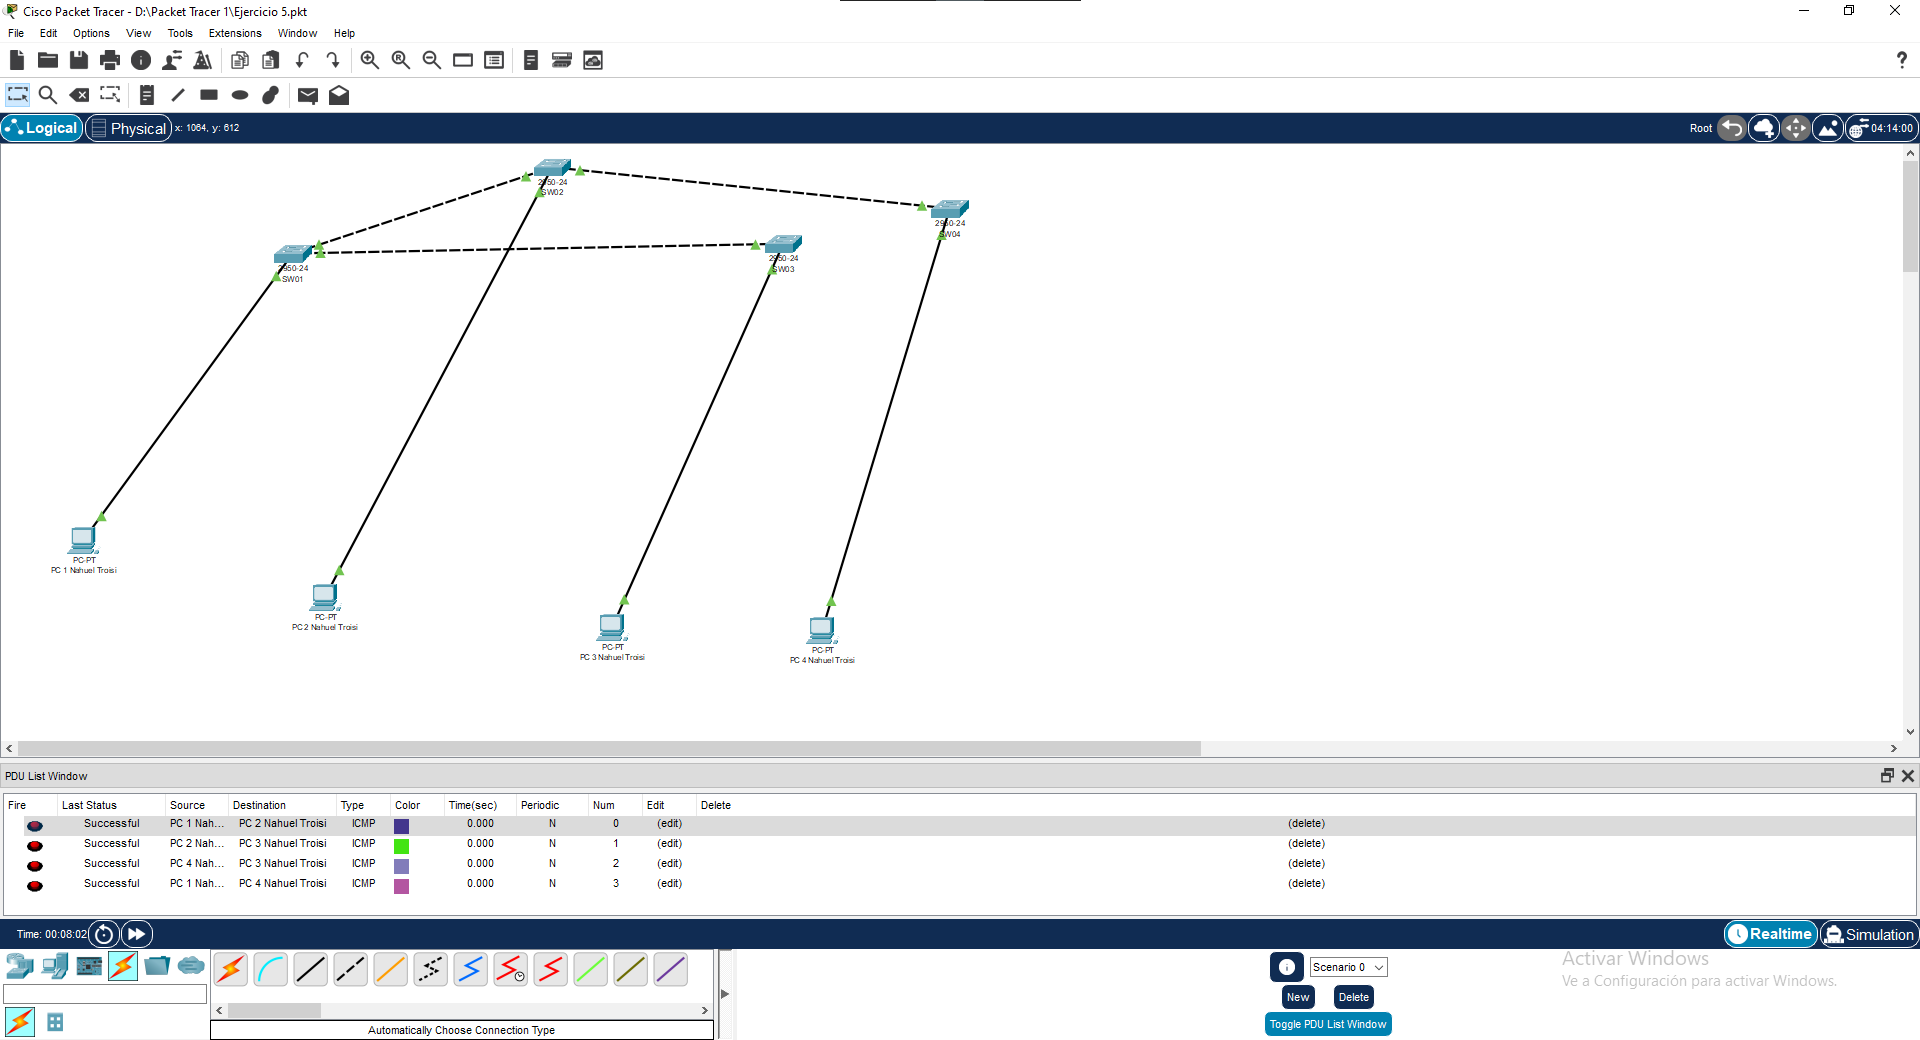 Cisco Packet Tracer - D:\Packet Tracer 1\Ejercicio 5.pkt
File Edit Options View Tools Extensions Window Help
?
Logical Physical x: 1064, y: 612 Root 04:14:00
2950-24
SW02
2950-24
SW04
2950-24
SW01
2950-24
SW03
PC-PT
PC 1 Nahuel Troisi
PC-PT
PC 2 Nahuel Troisi
PC-PT
PC 3 Nahuel Troisi
PC-PT
PC 4 Nahuel Troisi
PDU List Window
Fire Last Status Source Destination Type Color Time(sec) Periodic Num Edit Delete
Successful PC 1 Nah... PC 2 Nahuel Troisi ICMP 0.000 N 0 (edit) (delete)
Successful PC 2 Nah... PC 3 Nahuel Troisi ICMP 0.000 N 1 (edit) (delete)
Successful PC 4 Nah... PC 3 Nahuel Troisi ICMP 0.000 N 2 (edit) (delete)
Successful PC 1 Nah... PC 4 Nahuel Troisi ICMP 0.000 N 3 (edit) (delete)
Time: 00:08:02 Realtime Simulation
Scenario 0
New Delete
Toggle PDU List Window
Automatically Choose Connection Type
Activar Windows
Ve a Configuración para activar Windows.